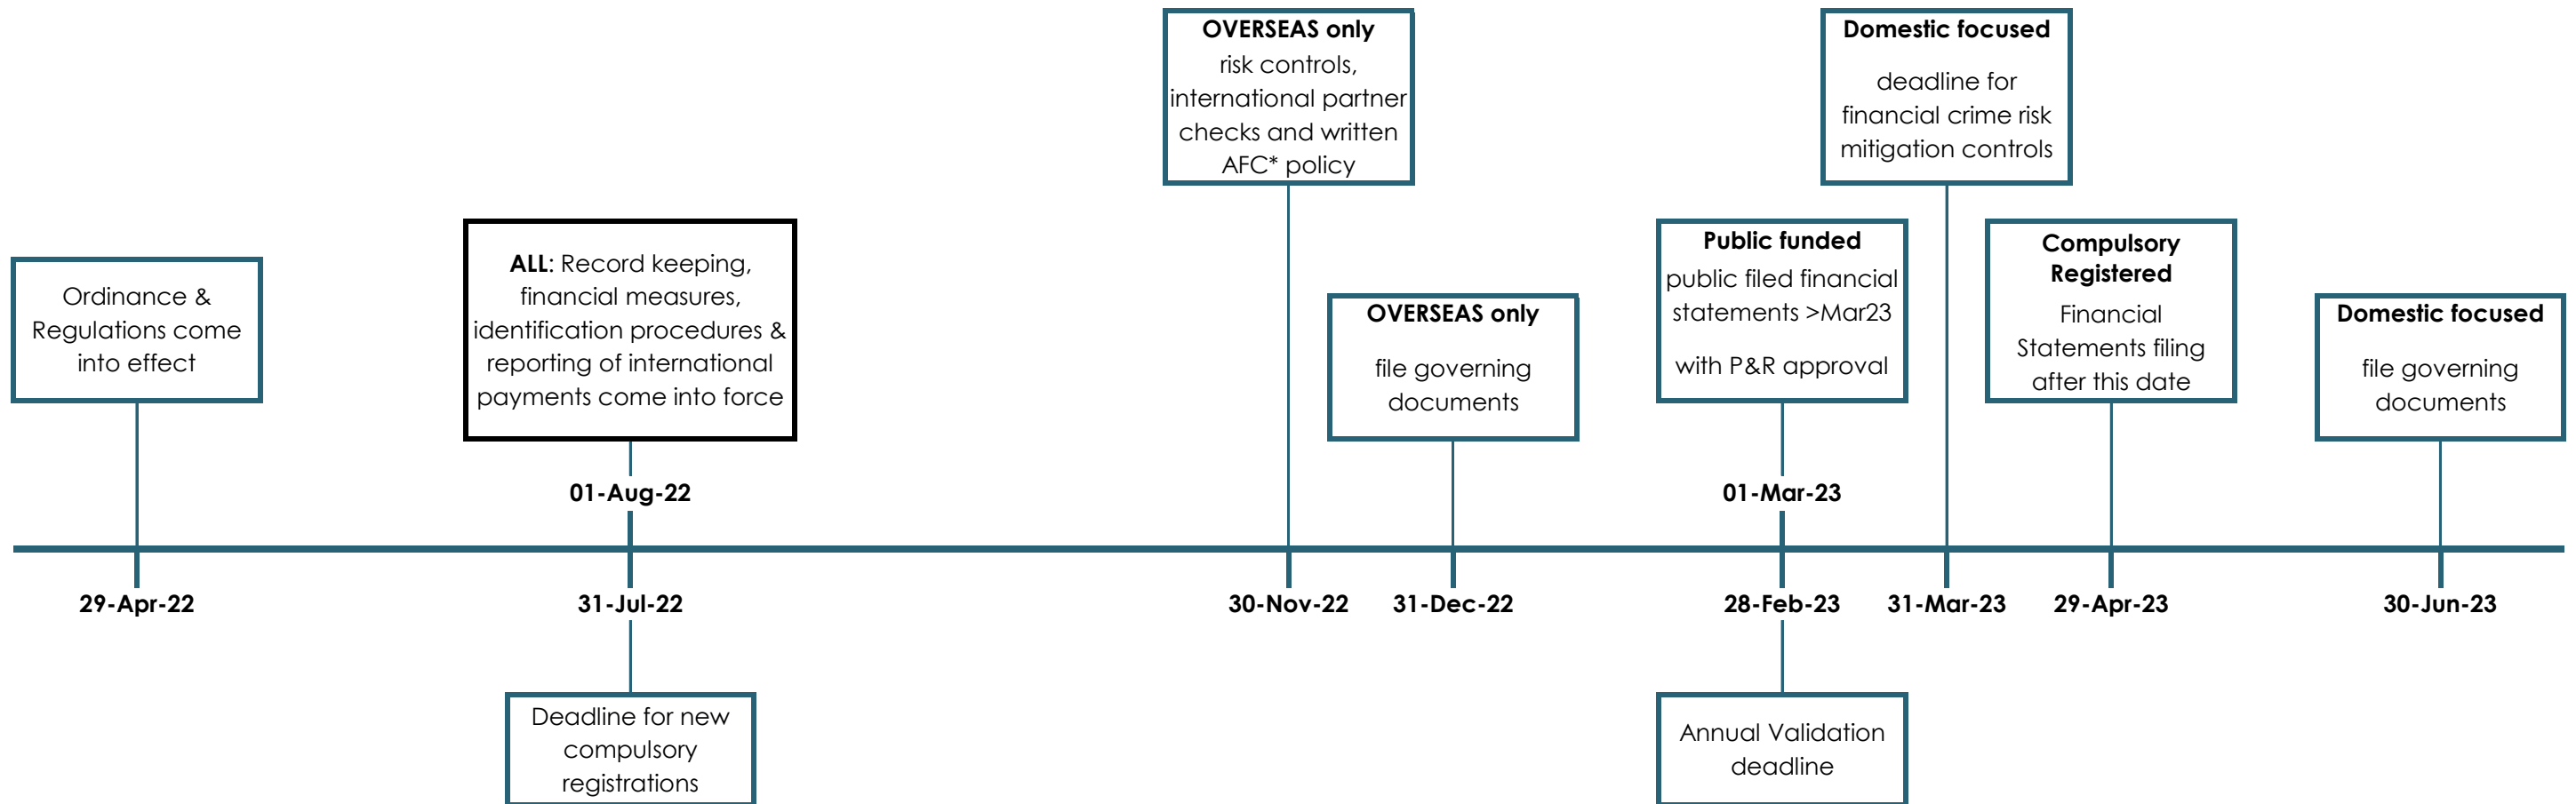 OVERSEAS only
risk controls,
international partner
checks and written
AFC* policy
Domestic focused
deadline for
financial crime risk
mitigation controls
Ordinance &
Regulations come
into effect
ALL: Record keeping,
financial measures,
identification procedures &
reporting of international
payments come into force
OVERSEAS only
file governing
documents
Public funded
public filed financial
statements >Mar23
with P&R approval
Compulsory
Registered
Financial
Statements filing
after this date
Domestic focused
file governing
documents
01-Aug-22
01-Mar-23
29-Apr-22
31-Jul-22
30-Nov-22
31-Dec-22
28-Feb-23
31-Mar-23
29-Apr-23
30-Jun-23
Deadline for new
compulsory
registrations
Annual Validation
deadline